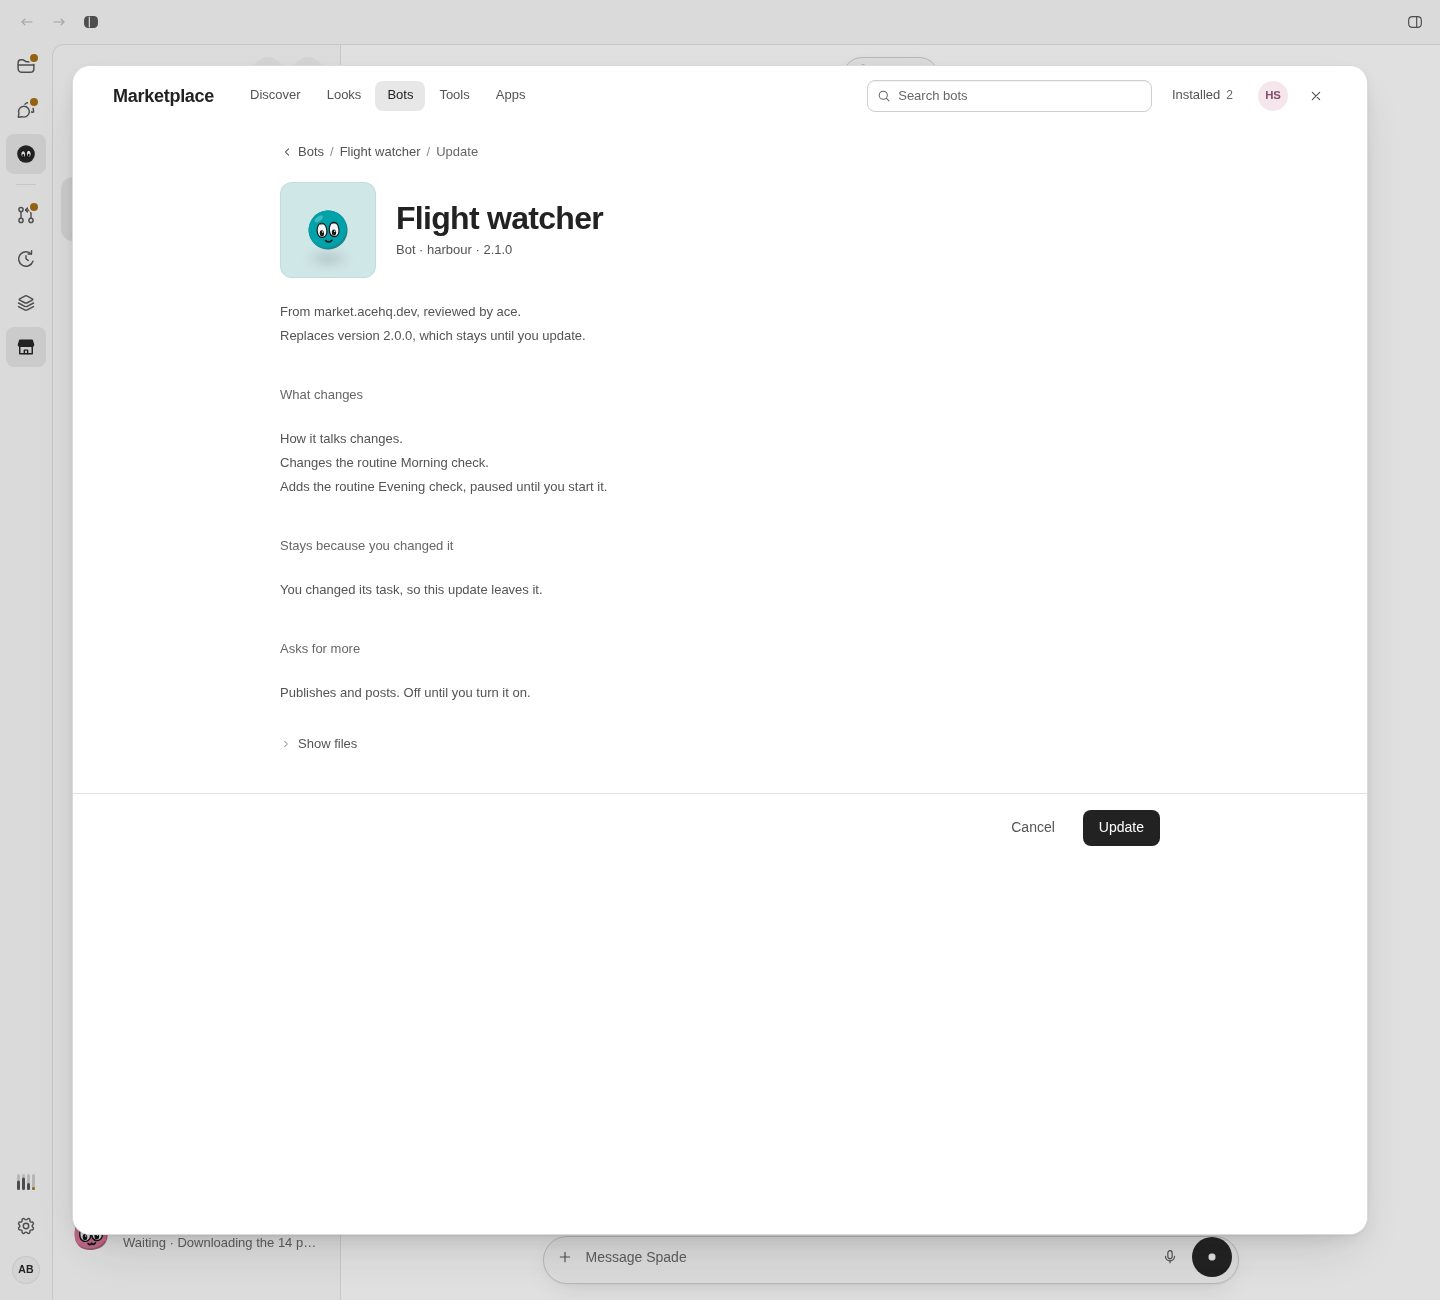 Marketplace
Discover
Looks
Bots
Tools
Apps
Search bots
Installed 2
HS
Bots / Flight watcher / Update
Flight watcher
Bot · harbour · 2.1.0
From market.acehq.dev, reviewed by ace.
Replaces version 2.0.0, which stays until you update.
What changes
How it talks changes.
Changes the routine Morning check.
Adds the routine Evening check, paused until you start it.
Stays because you changed it
You changed its task, so this update leaves it.
Asks for more
Publishes and posts. Off until you turn it on.
Show files
Cancel
Update
Waiting · Downloading the 14 p…
Message Spade
AB